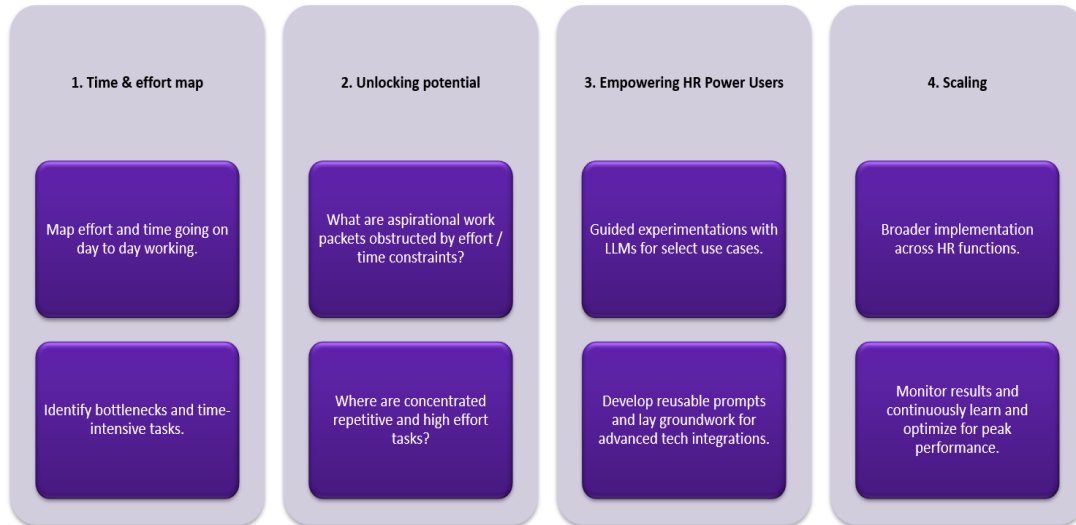 1. Time & effort map
Map effort and time going on
day to day working.
Identify bottlenecks and time-
intensive tasks.
2. Unlocking potential
What are aspirational work
packets obstructed by effort /
time constraints?
Where are concentrated
repetitive and high effort
tasks?
3. Empowering HR Power Users
Guided experimentations with
LLMs for select use cases.
Develop reusable prompts
and lay groundwork for
advanced tech integrations.
4. Scaling
Broader implementation
across HR functions.
Monitor results and
continuously learn and
optimize for peak
performance.